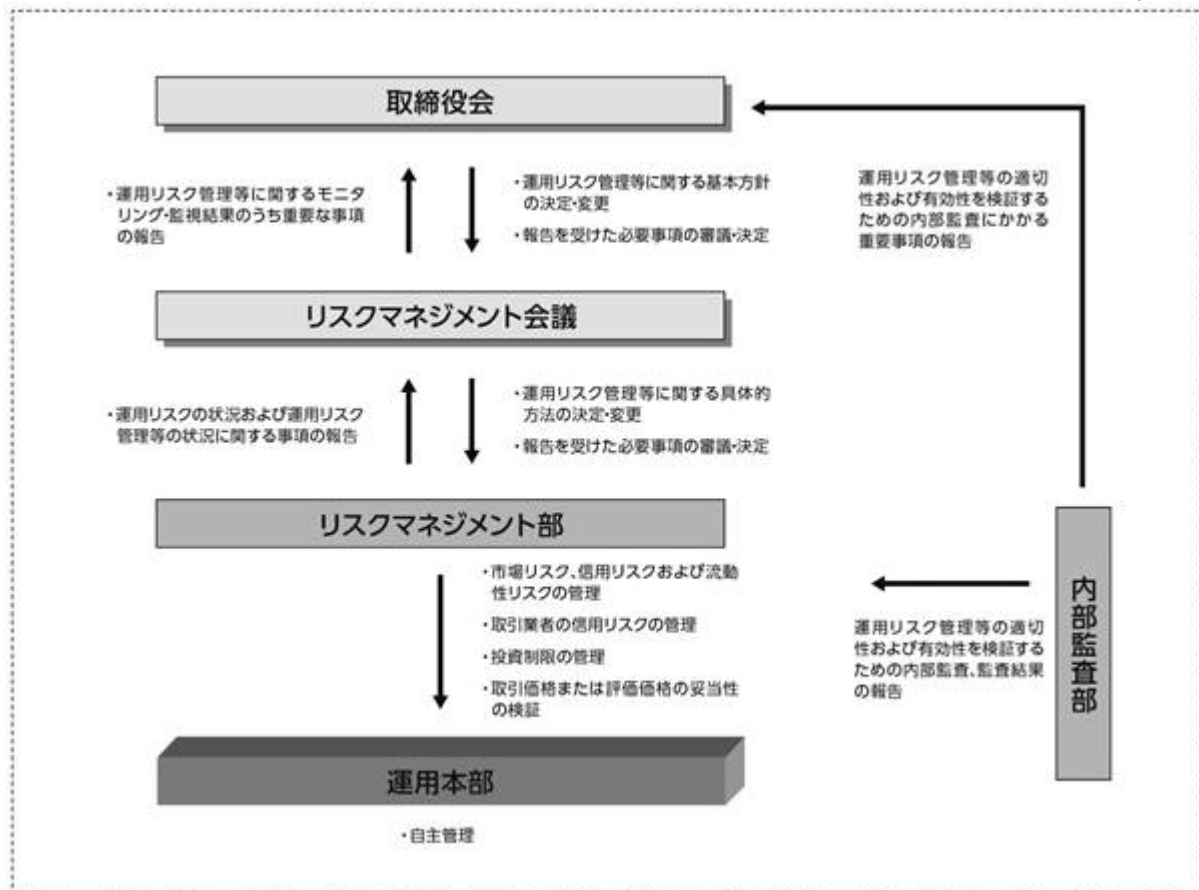 取締役会
・運用リスク管理等に関するモニタ
リング・監視結果のうち重要な事項
の報告
・運用リスク管理等に関する基本方針
の決定・変更
・報告を受けた必要事項の審議・決定
運用リスク管理等の適切
性および有効性を検証する
ための内部監査にかかる
重要事項の報告
リスクマネジメント会議
・運用リスクの状況および運用リスク
管理等の状況に関する事項の報告
・運用リスク管理等に関する具体的
方法の決定・変更
・報告を受けた必要事項の審議・決定
リスクマネジメント部
・市場リスク、信用リスクおよび流動
性リスクの管理
・取引業者の信用リスクの管理
・投資制限の管理
・取引価格または評価価格の妥当性
の検証
運用リスク管理等の適切
性および有効性を検証する
ための内部監査、監査結果
の報告
内部監査部
運用本部
・自主管理